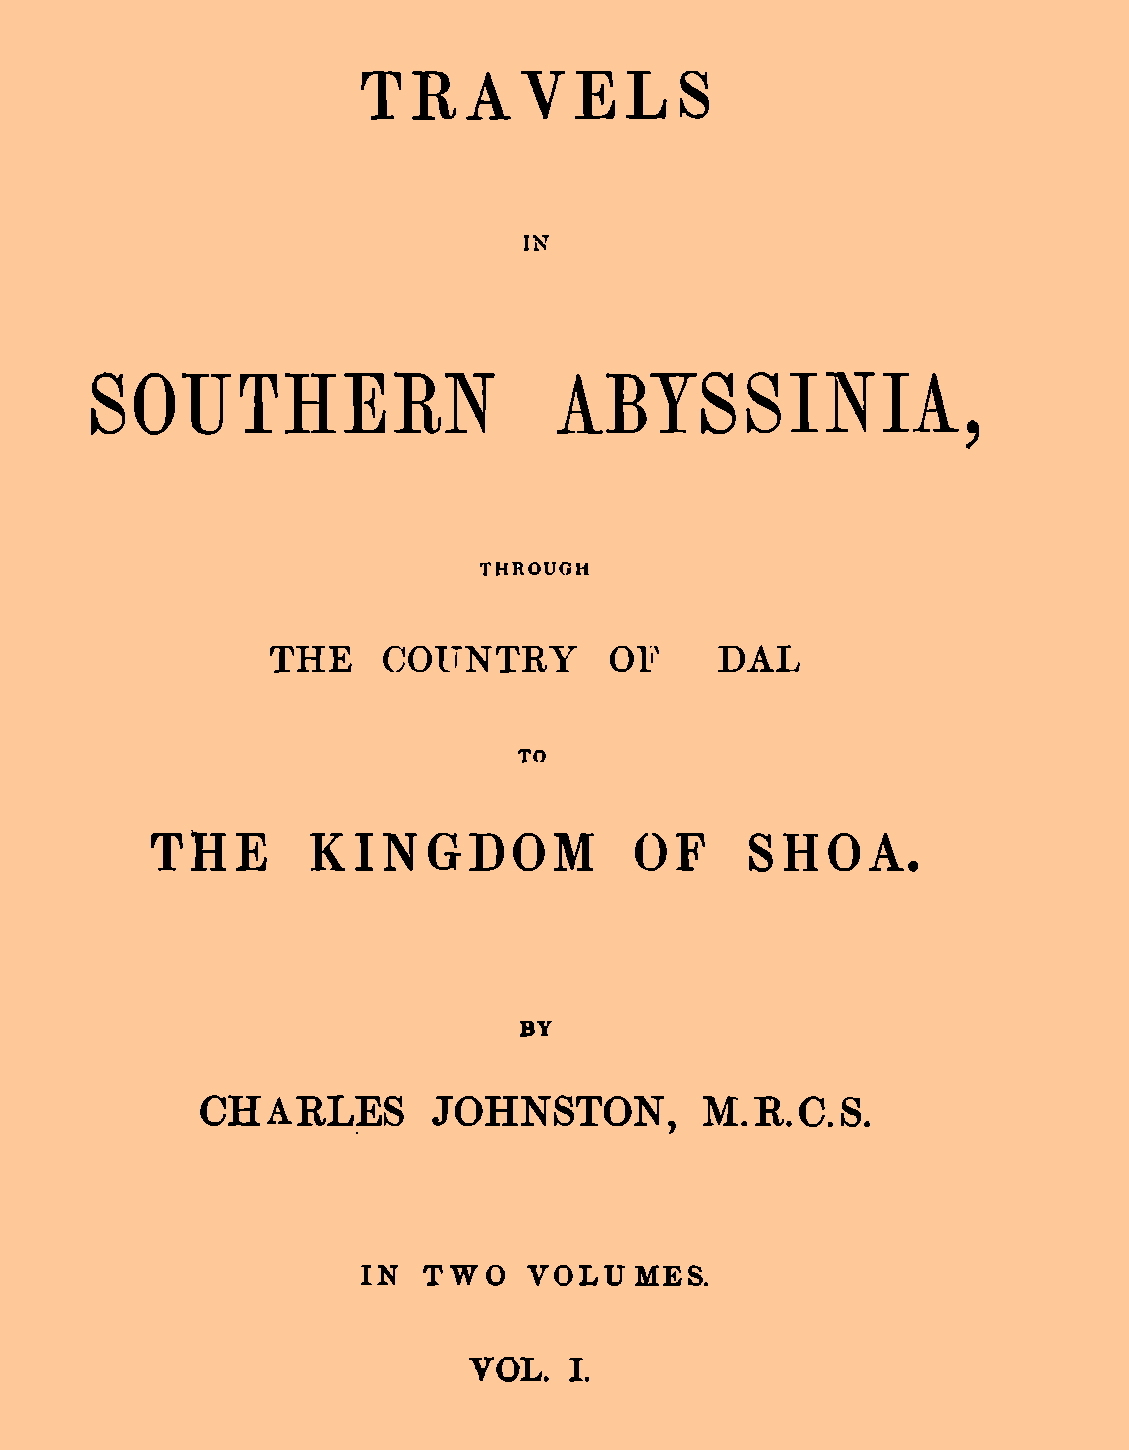 TRAVELS
IN
SOUTHERN ABYSSINIA,
THROUGH
THE COUNTRY OF DAL
TO
THE KINGDOM OF SHOA.
BY
CHARLES JOHNSTON, M.R.C.S.
IN TWO VOLUMES.
VOL. I.